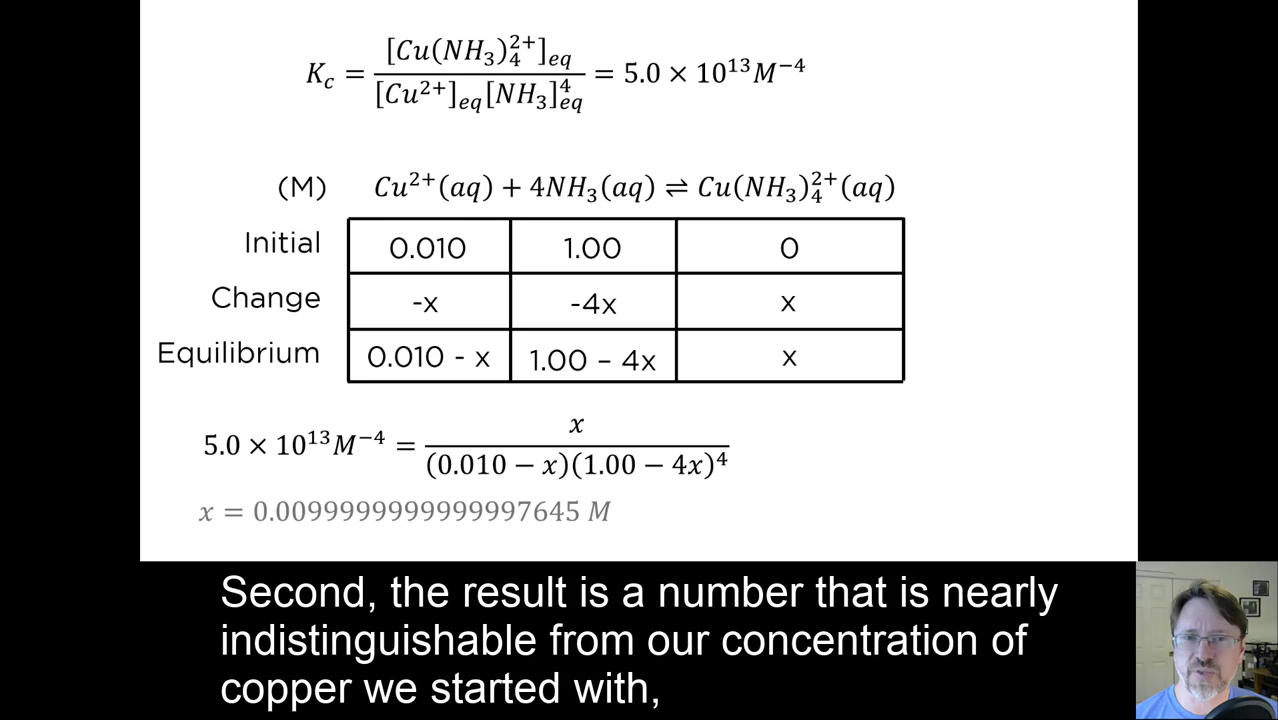 K_c = [Cu(NH₃)₄²⁺]_eq / [Cu²⁺]_eq[NH₃]⁴_eq = 5.0 × 10¹³M⁻⁴
(M) Cu²⁺(aq) + 4NH₃(aq) ⇌ Cu(NH₃)₄²⁺(aq)
Initial 0.010 1.00 0
Change -x -4x x
Equilibrium 0.010 - x 1.00 – 4x x
5.0 × 10¹³M⁻⁴ = x / (0.010 − x)(1.00 − 4x)⁴
x = 0.0099999999999997645 M
Second, the result is a number that is nearly
indistinguishable from our concentration of
copper we started with,